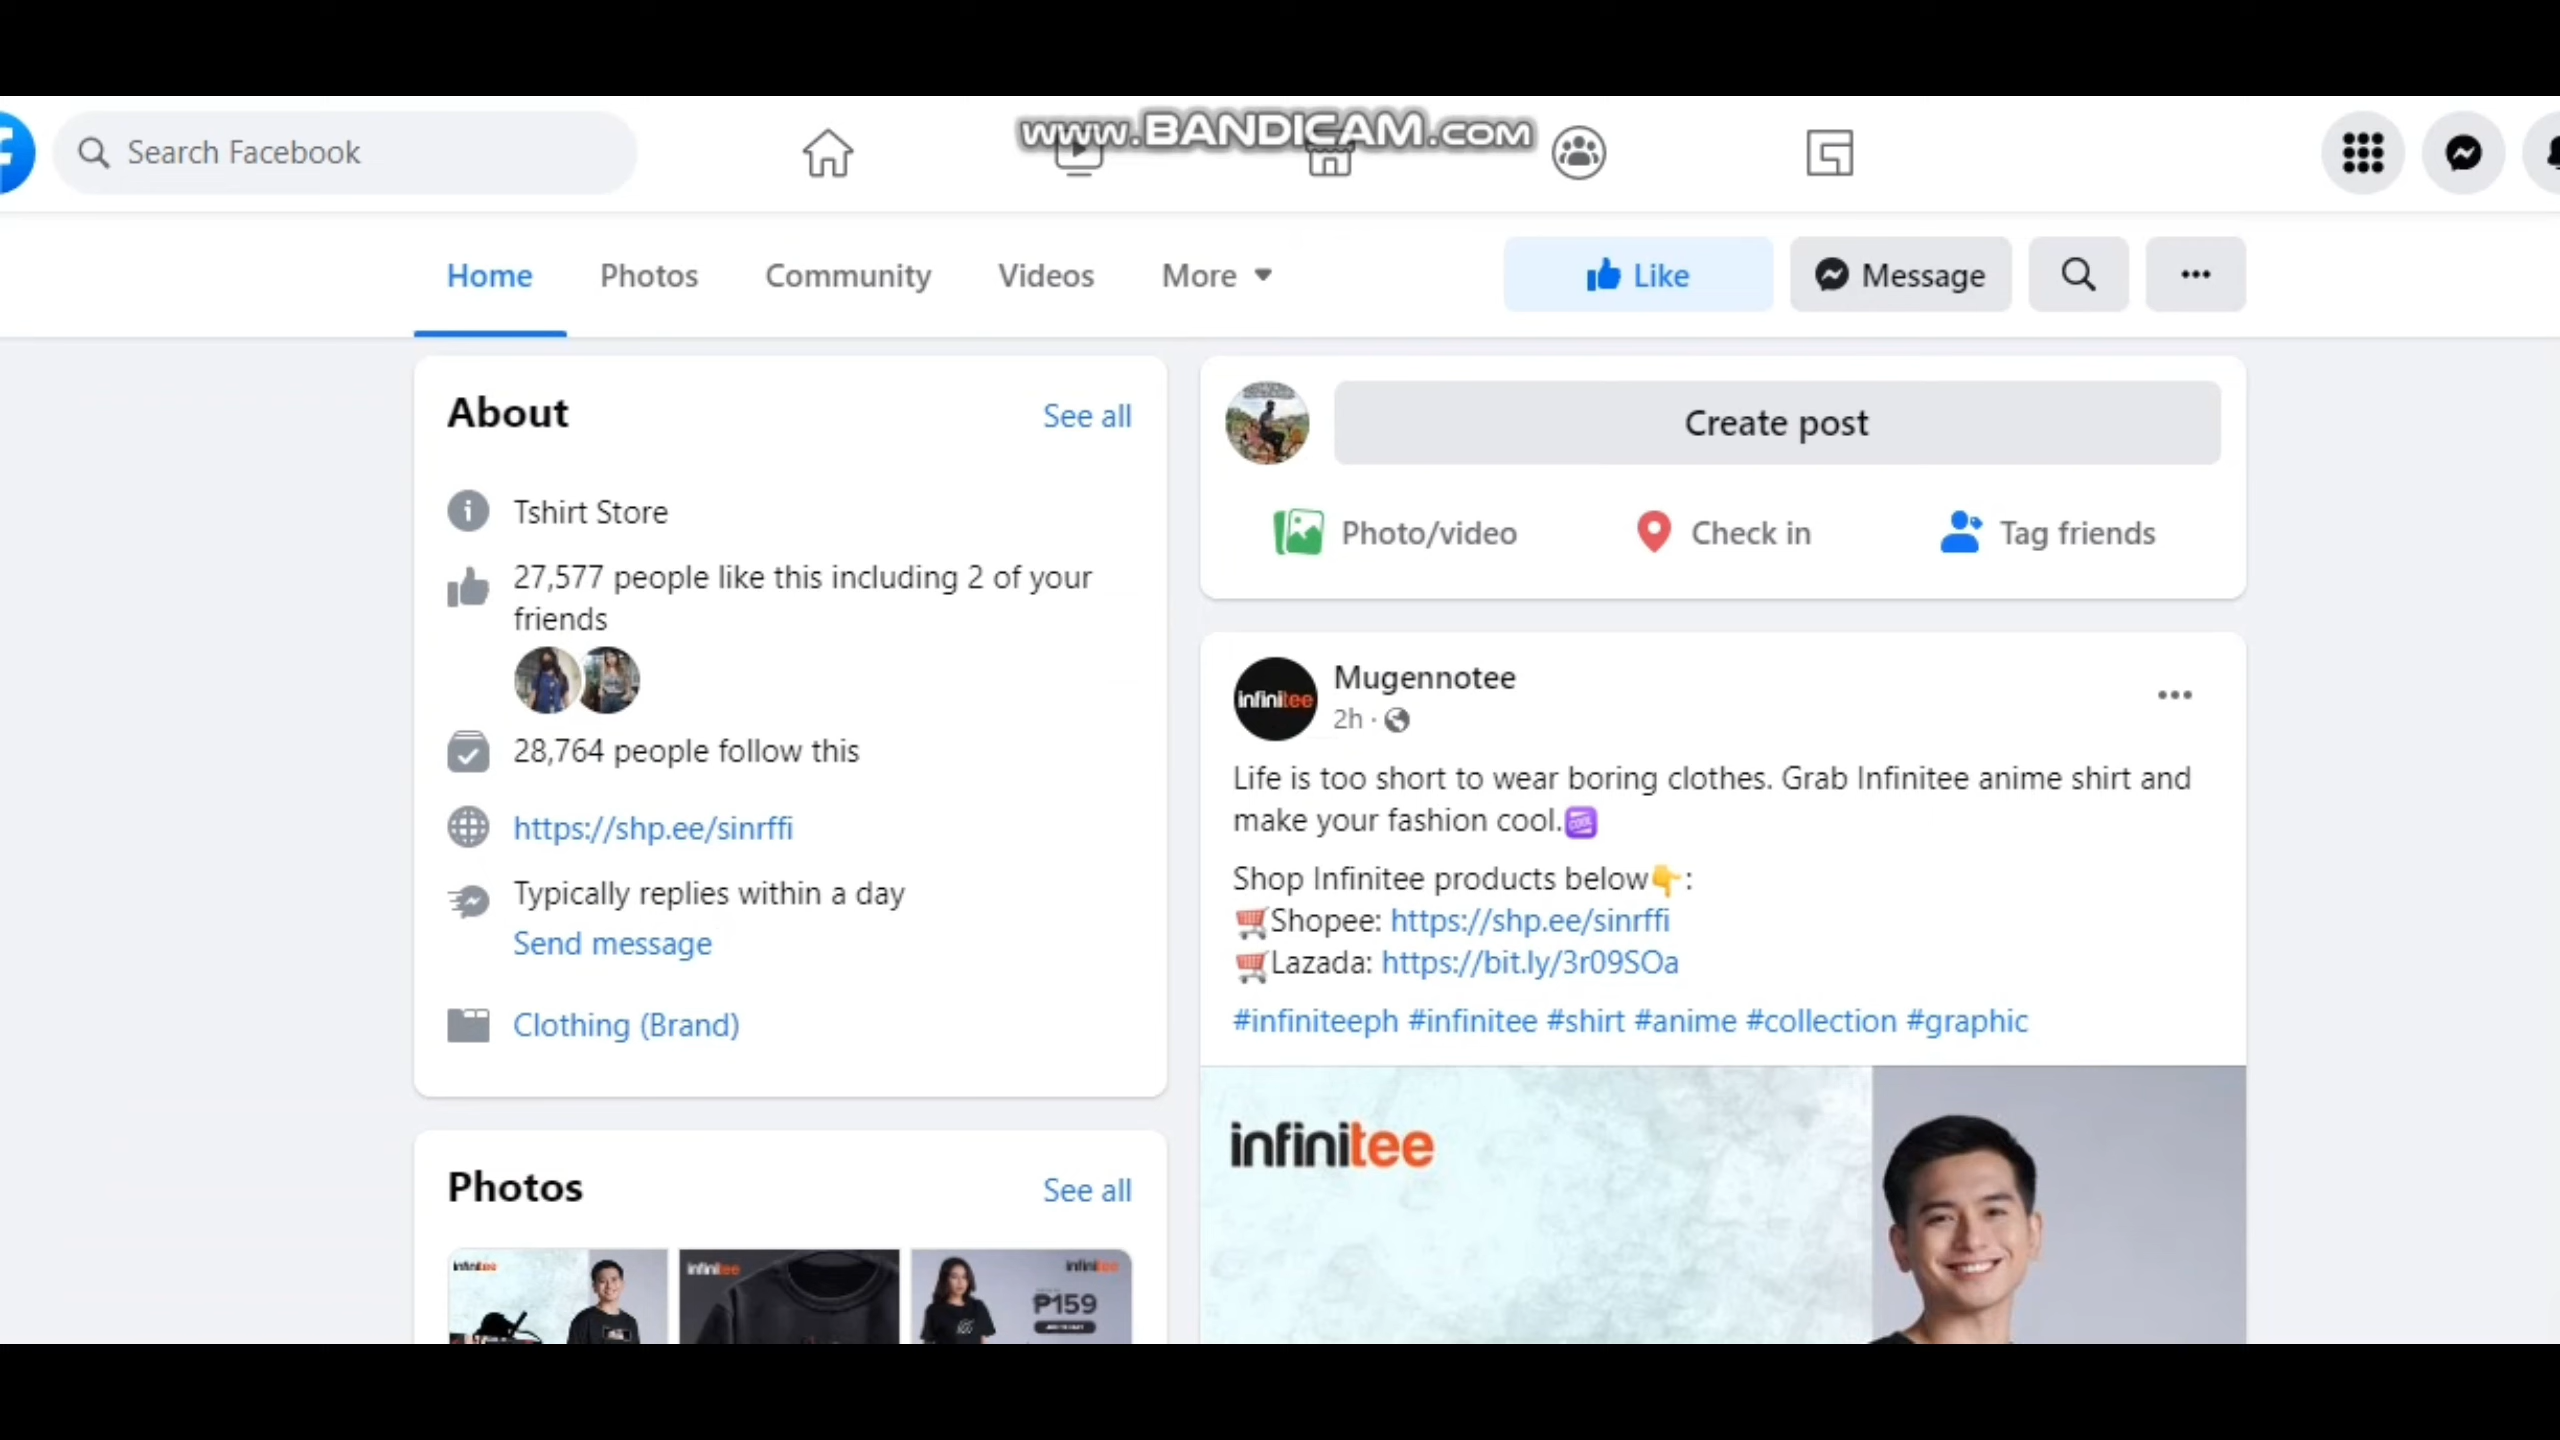 www.BANDICAM.com
Search Facebook
Home Photos Community Videos More
Like Message
About See all
Tshirt Store
27,577 people like this including 2 of your
friends
28,764 people follow this
https://shp.ee/sinrffi
Typically replies within a day
Send message
Clothing (Brand)
Photos See all
infinitee
infinitee
infinitee
₱159
Create post
Photo/video Check in Tag friends
infinitee
Mugennotee
2h ·
Life is too short to wear boring clothes. Grab Infinitee anime shirt and
make your fashion cool.🆒
Shop Infinitee products below👇:
🛒Shopee: https://shp.ee/sinrffi
🛒Lazada: https://bit.ly/3r09SOa
#infiniteeph #infinitee #shirt #anime #collection #graphic
infinitee